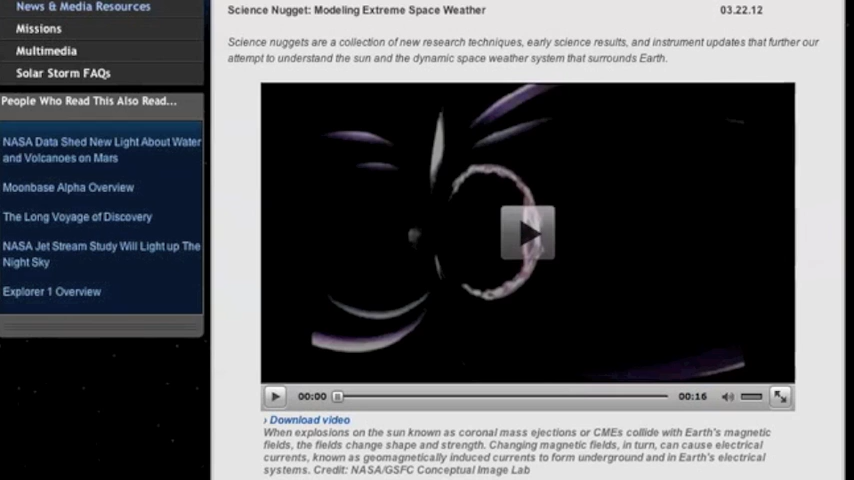 News & Media Resources
Missions
Multimedia
Solar Storm FAQs
People Who Read This Also Read...
NASA Data Shed New Light About Water
and Volcanoes on Mars
Moonbase Alpha Overview
The Long Voyage of Discovery
NASA Jet Stream Study Will Light up The
Night Sky
Explorer 1 Overview
Science Nugget: Modeling Extreme Space Weather 03.22.12
Science nuggets are a collection of new research techniques, early science results, and instrument updates that further our
attempt to understand the sun and the dynamic space weather system that surrounds Earth.
00:00 00:16
› Download video
When explosions on the sun known as coronal mass ejections or CMEs collide with Earth's magnetic
fields, the fields change shape and strength. Changing magnetic fields, in turn, can cause electrical
currents, known as geomagnetically induced currents to form underground and in Earth's electrical
systems. Credit: NASA/GSFC Conceptual Image Lab